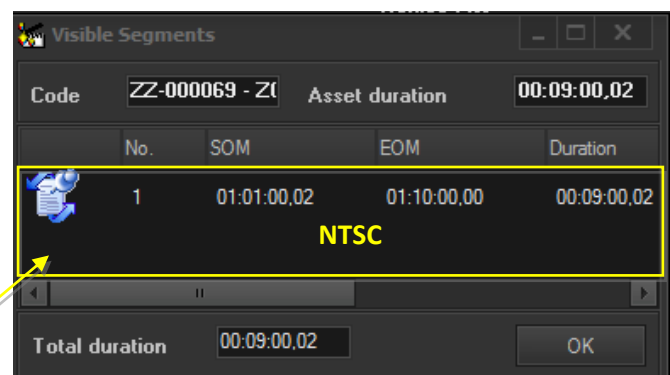 Visible Segments
Code ZZ-000069 - Asset duration 00:09:00,02
No. SOM EOM Duration
1 01:01:00,02 01:10:00,00 00:09:00,02
NTSC
Total duration 00:09:00,02 OK